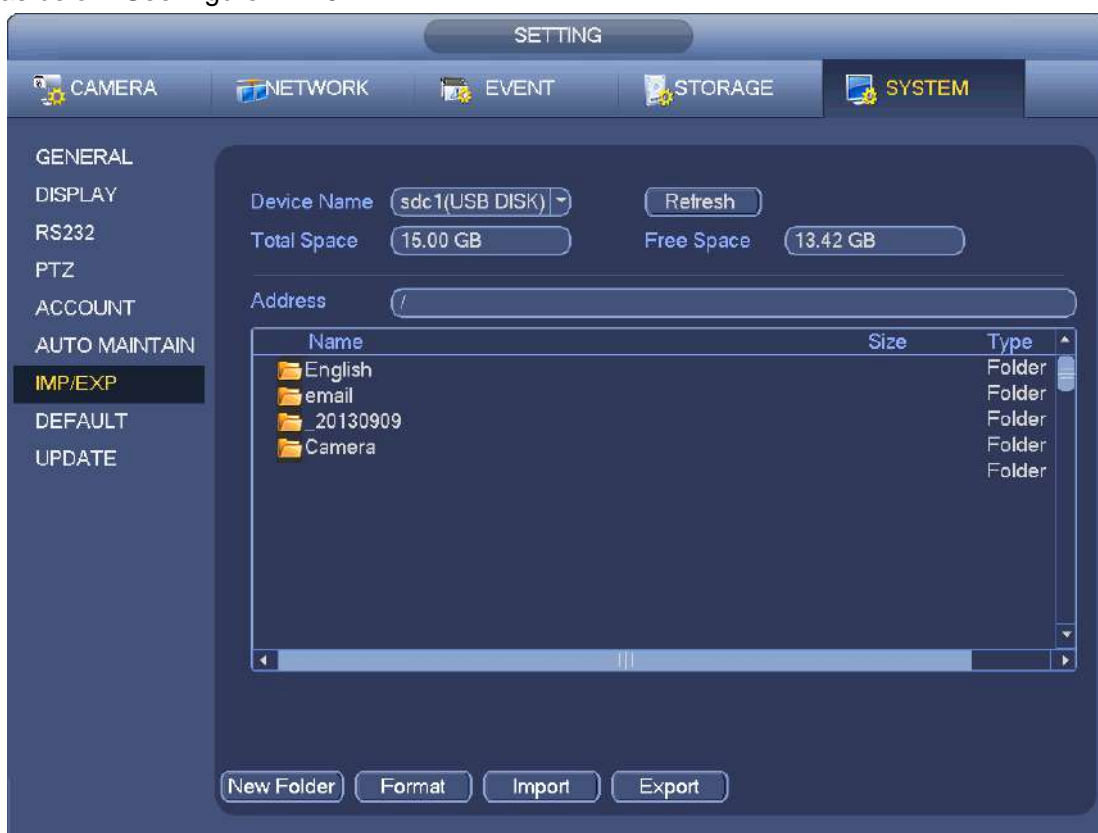 SETTING
CAMERA NETWORK EVENT STORAGE SYSTEM
GENERAL
DISPLAY
RS232
PTZ
ACCOUNT
AUTO MAINTAIN
IMP/EXP
DEFAULT
UPDATE
Device Name sdc1(USB DISK) Refresh
Total Space 15.00 GB Free Space 13.42 GB
Address /
Name Size Type
English Folder
email Folder
_20130909 Folder
Camera Folder
Folder
New Folder Format Import Export